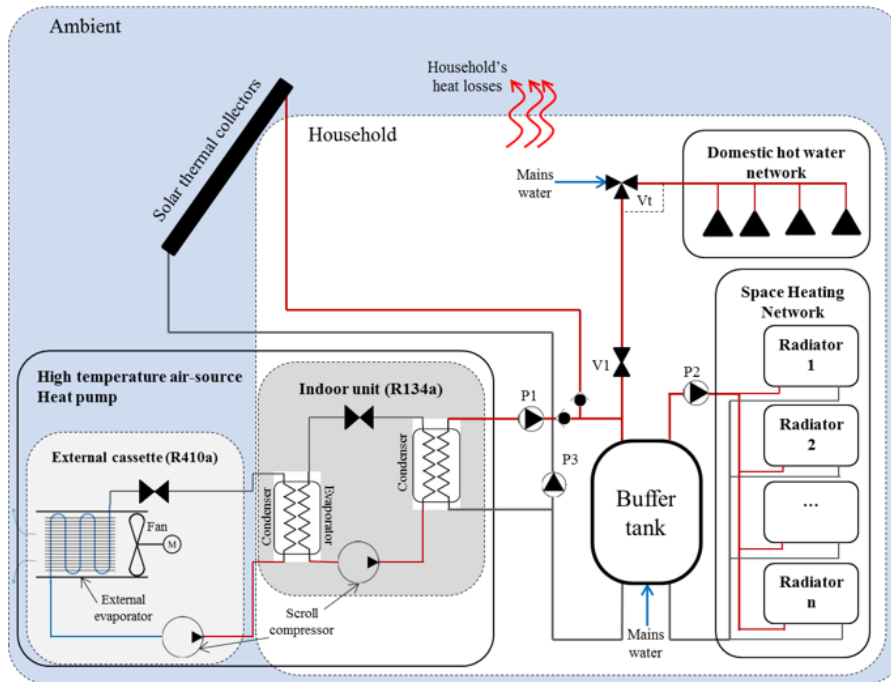 Ambient
Solar thermal collectors
Household's
heat losses
Household
Mains
water
Vt
Domestic hot water
network
Space Heating
Network
Radiator
1
Radiator
2
...
Radiator
n
V1
P2
P1
P3
Buffer
tank
Mains
water
High temperature air-source
Heat pump
Indoor unit (R134a)
Condenser
Evaporator
Condenser
External cassette (R410a)
Fan
M
External
evaporator
Scroll
compressor